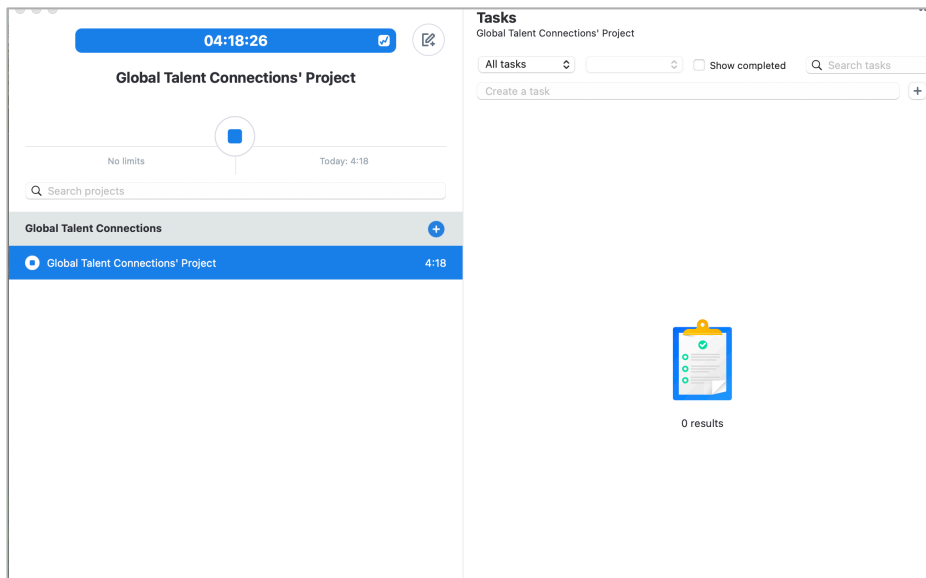 04:18:26
Global Talent Connections' Project
No limits
Today: 4:18
Search projects
Global Talent Connections
Global Talent Connections' Project 4:18
Tasks
Global Talent Connections' Project
All tasks
Show completed
Search tasks
Create a task
0 results